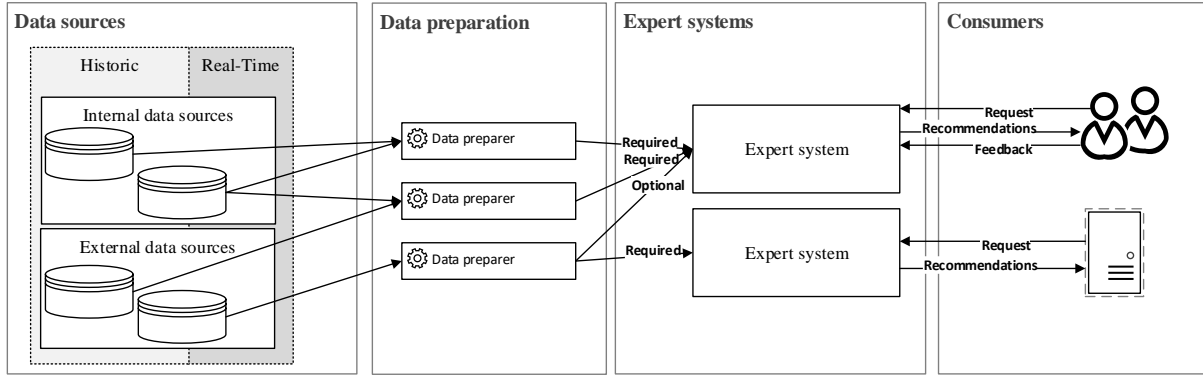 Data sources
Historic
Real-Time
Internal data sources
External data sources
Data preparation
Data preparer
Data preparer
Data preparer
Required
Required
Optional
Required
Expert systems
Expert system
Expert system
Consumers
Request
Recommendations
Feedback
Request
Recommendations